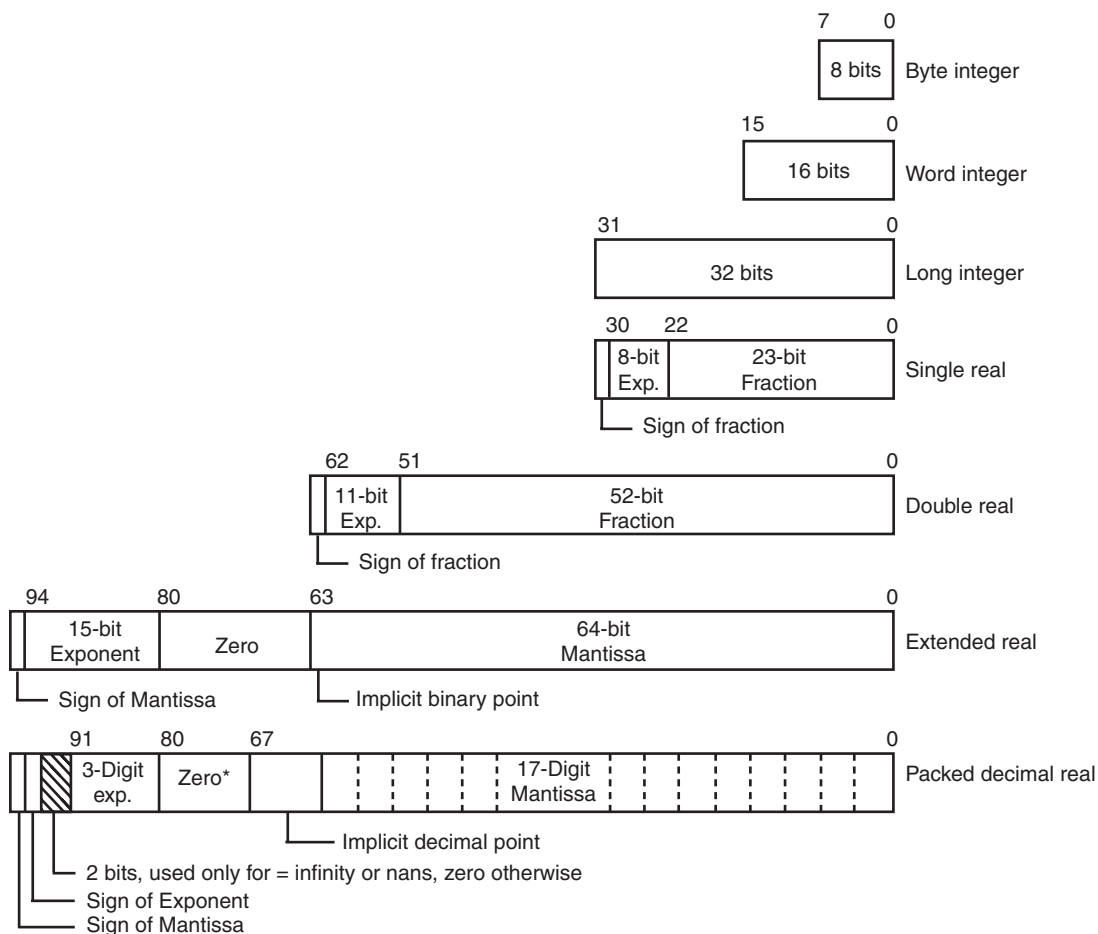 7 0
8 bits Byte integer
15 0
16 bits Word integer
31 0
32 bits Long integer
30 22 0
8-bit Exp. 23-bit Fraction Single real
Sign of fraction
62 51 0
11-bit Exp. 52-bit Fraction Double real
Sign of fraction
94 80 63 0
15-bit Exponent Zero 64-bit Mantissa Extended real
Sign of Mantissa Implicit binary point
91 80 67 0
3-Digit exp. Zero* 17-Digit Mantissa Packed decimal real
Implicit decimal point
2 bits, used only for = infinity or nans, zero otherwise
Sign of Exponent
Sign of Mantissa